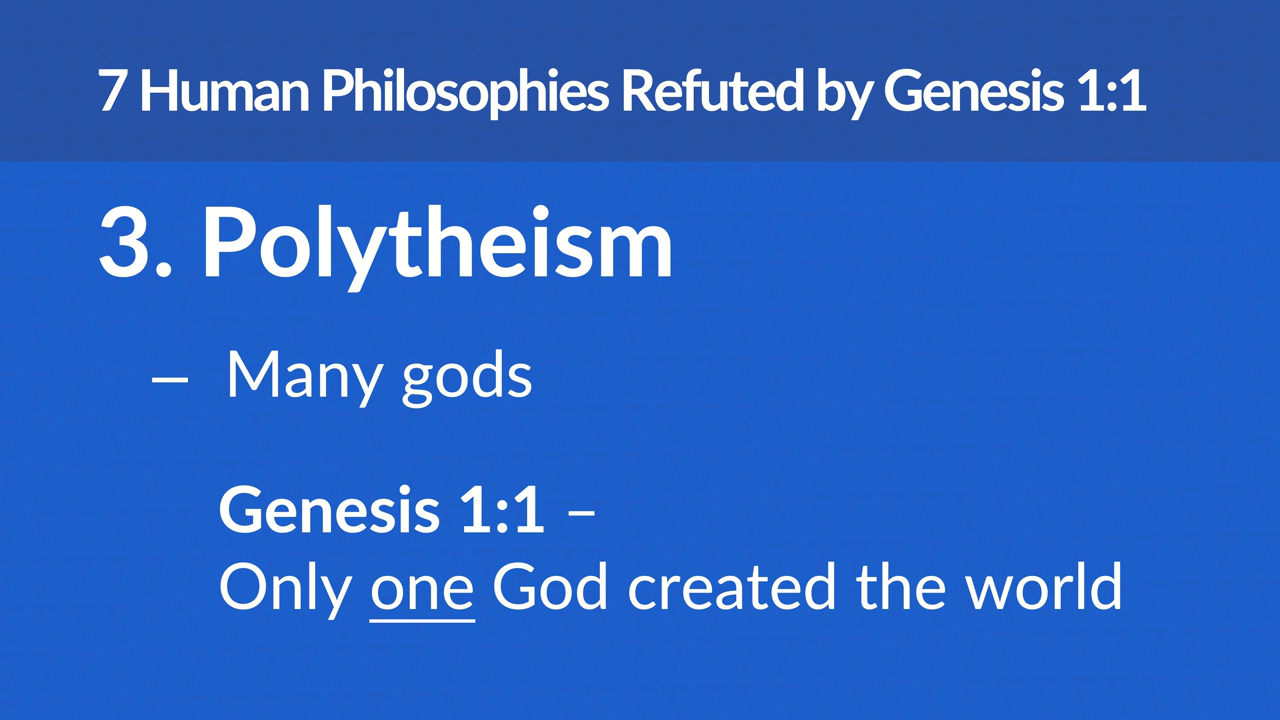 7 Human Philosophies Refuted by Genesis 1:1
3. Polytheism
– Many gods
Genesis 1:1 –
Only one God created the world